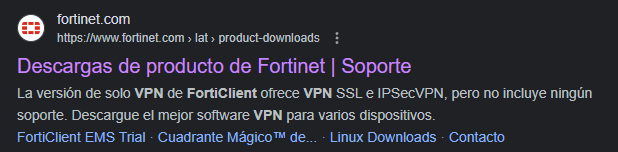 fortinet.com
https://www.fortinet.com › lat › product-downloads
Descargas de producto de Fortinet | Soporte
La versión de solo VPN de FortiClient ofrece VPN SSL e IPSecVPN, pero no incluye ningún
soporte. Descargue el mejor software VPN para varios dispositivos.
FortiClient EMS Trial · Cuadrante Mágico™ de... · Linux Downloads · Contacto